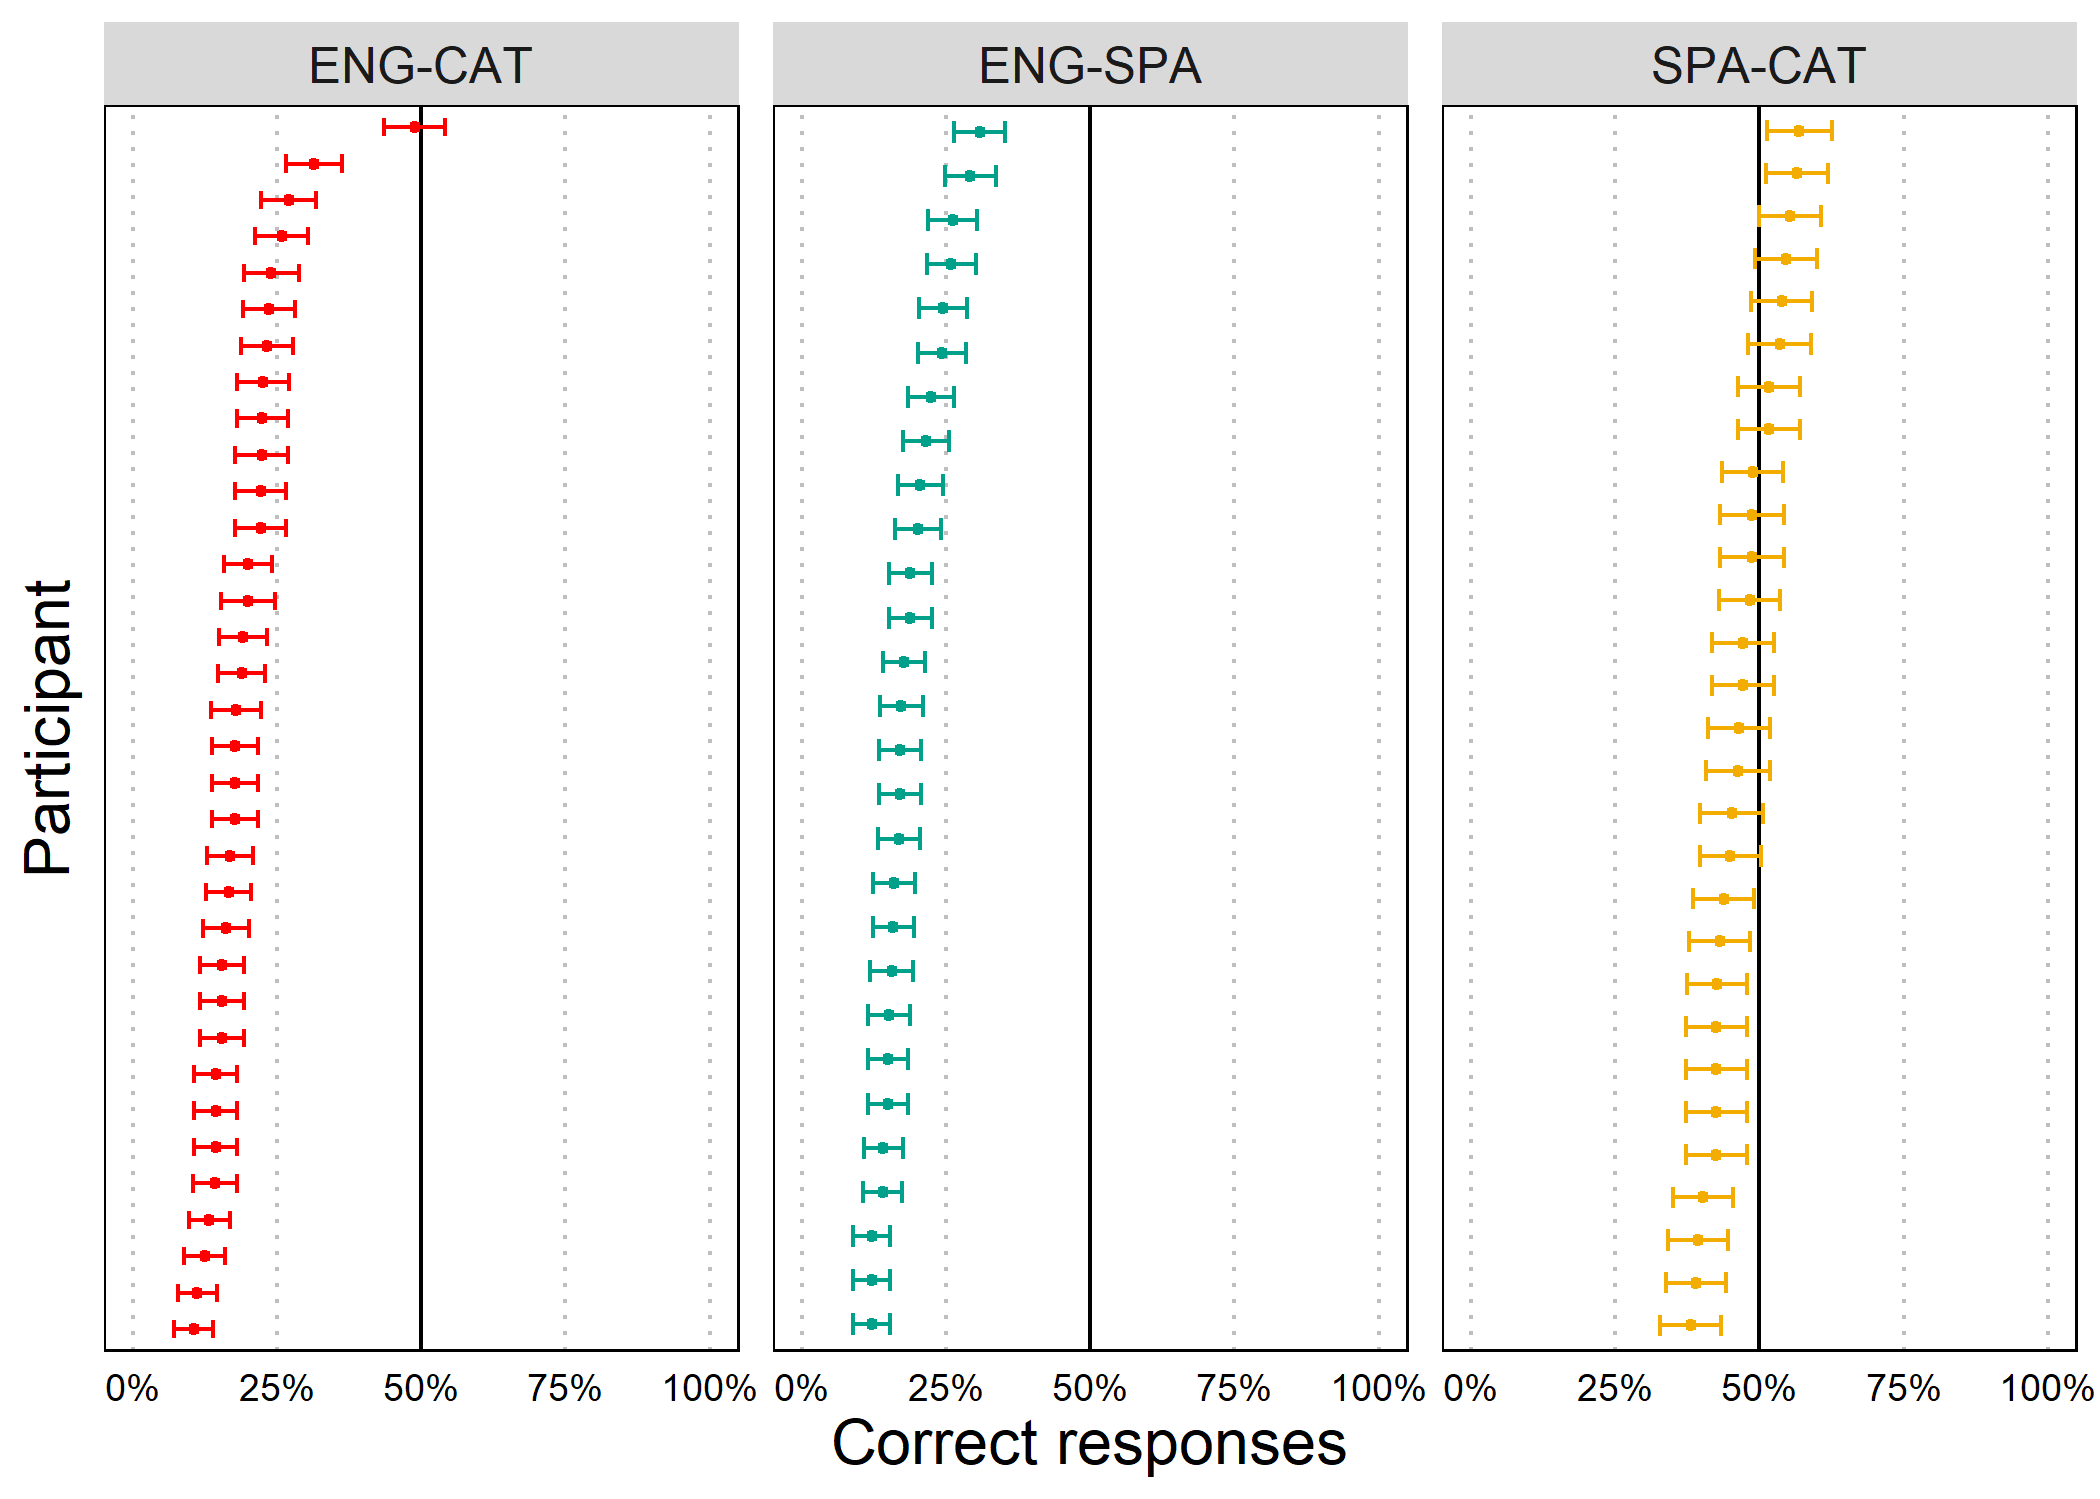 ENG-CAT ENG-SPA SPA-CAT
Participant
0% 25% 50% 75% 100% 0% 25% 50% 75% 100% 0% 25% 50% 75% 100%
Correct responses